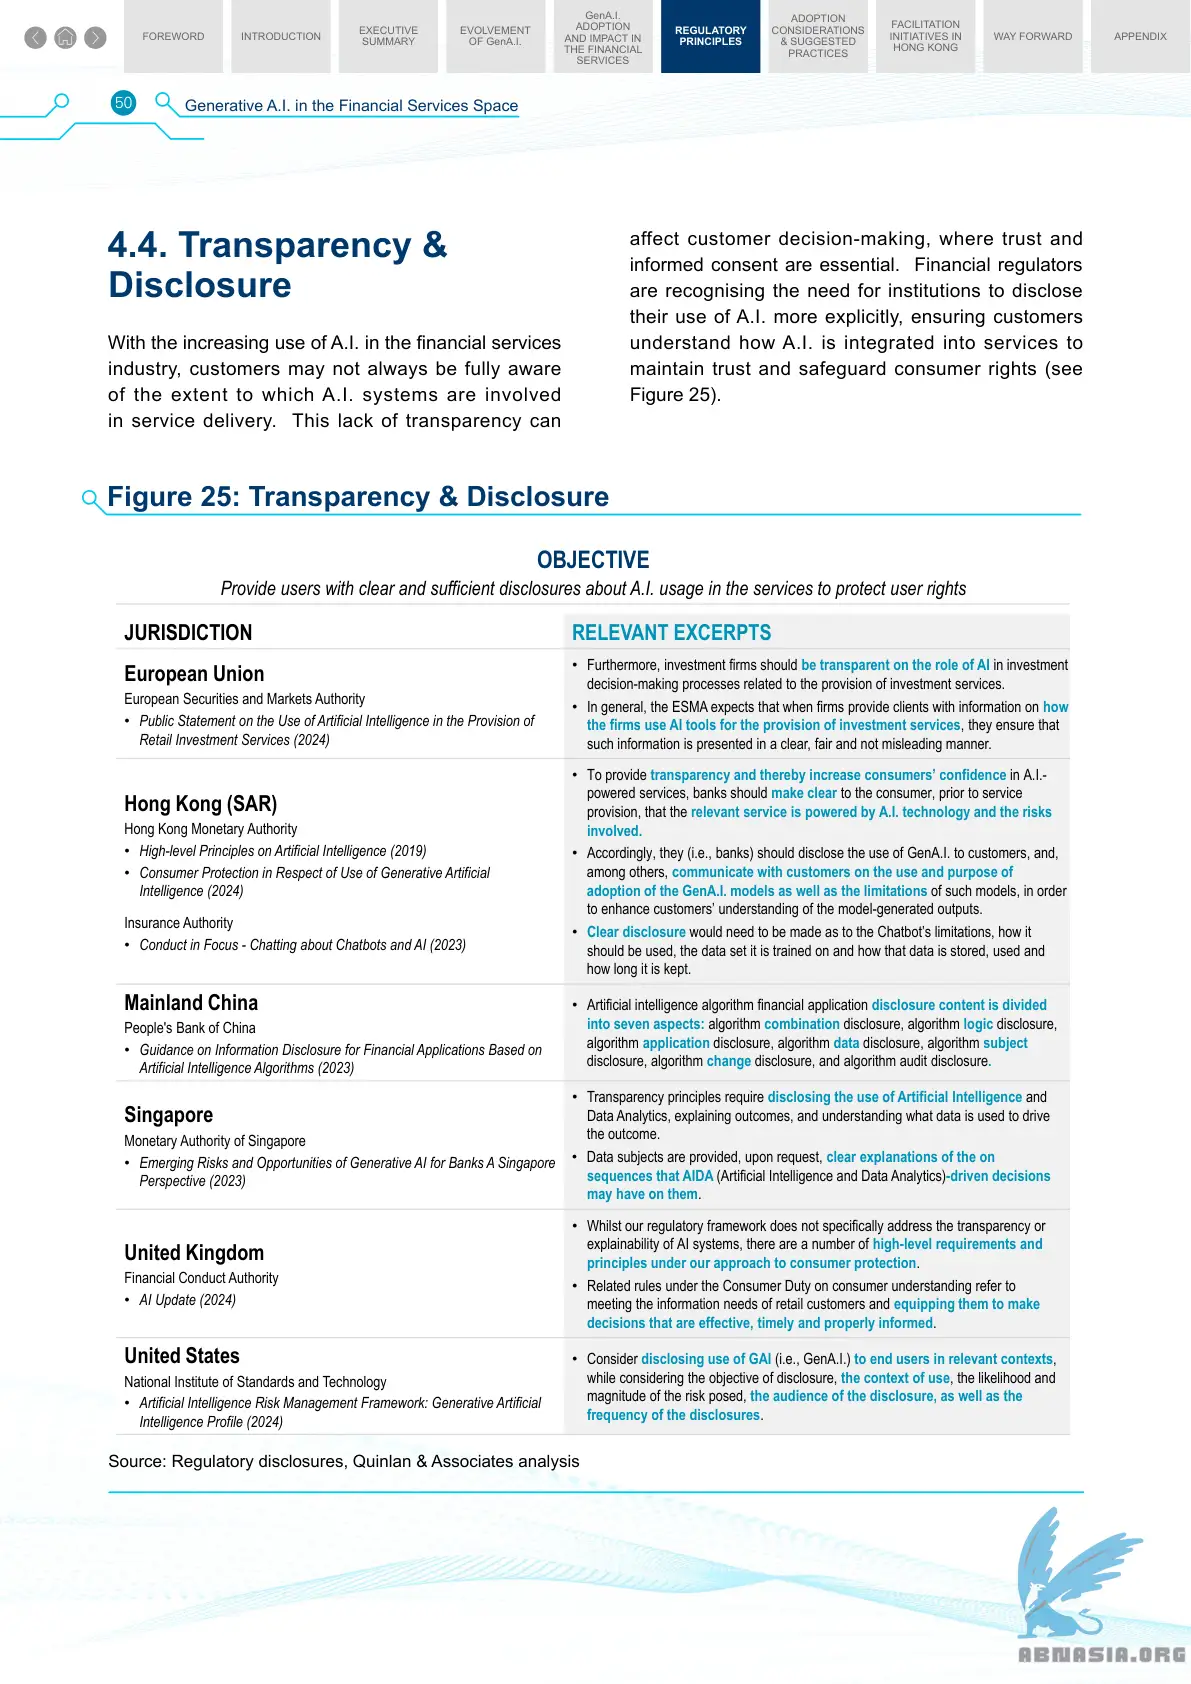 FOREWORD
INTRODUCTION
EXECUTIVE
SUMMARY
EVOLVEMENT
OF GenA.I.
GenA.I.
ADOPTION
AND IMPACT IN
THE FINANCIAL
SERVICES
REGULATORY
PRINCIPLES
ADOPTION
CONSIDERATIONS
& SUGGESTED
PRACTICES
FACILITATION
INITIATIVES IN
HONG KONG
WAY FORWARD
APPENDIX
50
Generative A.I. in the Financial Services Space
4.4. Transparency &
Disclosure
With the increasing use of A.I. in the financial services
industry, customers may not always be fully aware
of the extent to which A.I. systems are involved
in service delivery. This lack of transparency can
affect customer decision-making, where trust and
informed consent are essential. Financial regulators
are recognising the need for institutions to disclose
their use of A.I. more explicitly, ensuring customers
understand how A.I. is integrated into services to
maintain trust and safeguard consumer rights (see
Figure 25).
Figure 25: Transparency & Disclosure
OBJECTIVE
Provide users with clear and sufficient disclosures about A.I. usage in the services to protect user rights
JURISDICTION
RELEVANT EXCERPTS
European Union
European Securities and Markets Authority
• Public Statement on the Use of Artificial Intelligence in the Provision of
Retail Investment Services (2024)
• Furthermore, investment firms should be transparent on the role of AI in investment
decision-making processes related to the provision of investment services.
• In general, the ESMA expects that when firms provide clients with information on how
the firms use AI tools for the provision of investment services, they ensure that
such information is presented in a clear, fair and not misleading manner.
Hong Kong (SAR)
Hong Kong Monetary Authority
• High-level Principles on Artificial Intelligence (2019)
• Consumer Protection in Respect of Use of Generative Artificial
Intelligence (2024)
Insurance Authority
• Conduct in Focus - Chatting about Chatbots and AI (2023)
• To provide transparency and thereby increase consumers' confidence in A.I.-
powered services, banks should make clear to the consumer, prior to service
provision, that the relevant service is powered by A.I. technology and the risks
involved.
• Accordingly, they (i.e., banks) should disclose the use of GenA.I. to customers, and,
among others, communicate with customers on the use and purpose of
adoption of the GenA.I. models as well as the limitations of such models, in order
to enhance customers' understanding of the model-generated outputs.
• Clear disclosure would need to be made as to the Chatbot's limitations, how it
should be used, the data set it is trained on and how that data is stored, used and
how long it is kept.
Mainland China
People's Bank of China
• Guidance on Information Disclosure for Financial Applications Based on
Artificial Intelligence Algorithms (2023)
• Artificial intelligence algorithm financial application disclosure content is divided
into seven aspects: algorithm combination disclosure, algorithm logic disclosure,
algorithm application disclosure, algorithm data disclosure, algorithm subject
disclosure, algorithm change disclosure, and algorithm audit disclosure.
Singapore
Monetary Authority of Singapore
• Emerging Risks and Opportunities of Generative AI for Banks A Singapore
Perspective (2023)
• Transparency principles require disclosing the use of Artificial Intelligence and
Data Analytics, explaining outcomes, and understanding what data is used to drive
the outcome.
• Data subjects are provided, upon request, clear explanations of the on
sequences that AIDA (Artificial Intelligence and Data Analytics)-driven decisions
may have on them.
United Kingdom
Financial Conduct Authority
• AI Update (2024)
• Whilst our regulatory framework does not specifically address the transparency or
explainability of AI systems, there are a number of high-level requirements and
principles under our approach to consumer protection.
• Related rules under the Consumer Duty on consumer understanding refer to
meeting the information needs of retail customers and equipping them to make
decisions that are effective, timely and properly informed.
United States
National Institute of Standards and Technology
• Artificial Intelligence Risk Management Framework: Generative Artificial
Intelligence Profile (2024)
• Consider disclosing use of GAI (i.e., GenA.I.) to end users in relevant contexts,
while considering the objective of disclosure, the context of use, the likelihood and
magnitude of the risk posed, the audience of the disclosure, as well as the
frequency of the disclosures.
Source: Regulatory disclosures, Quinlan & Associates analysis
ABNASIA.ORG